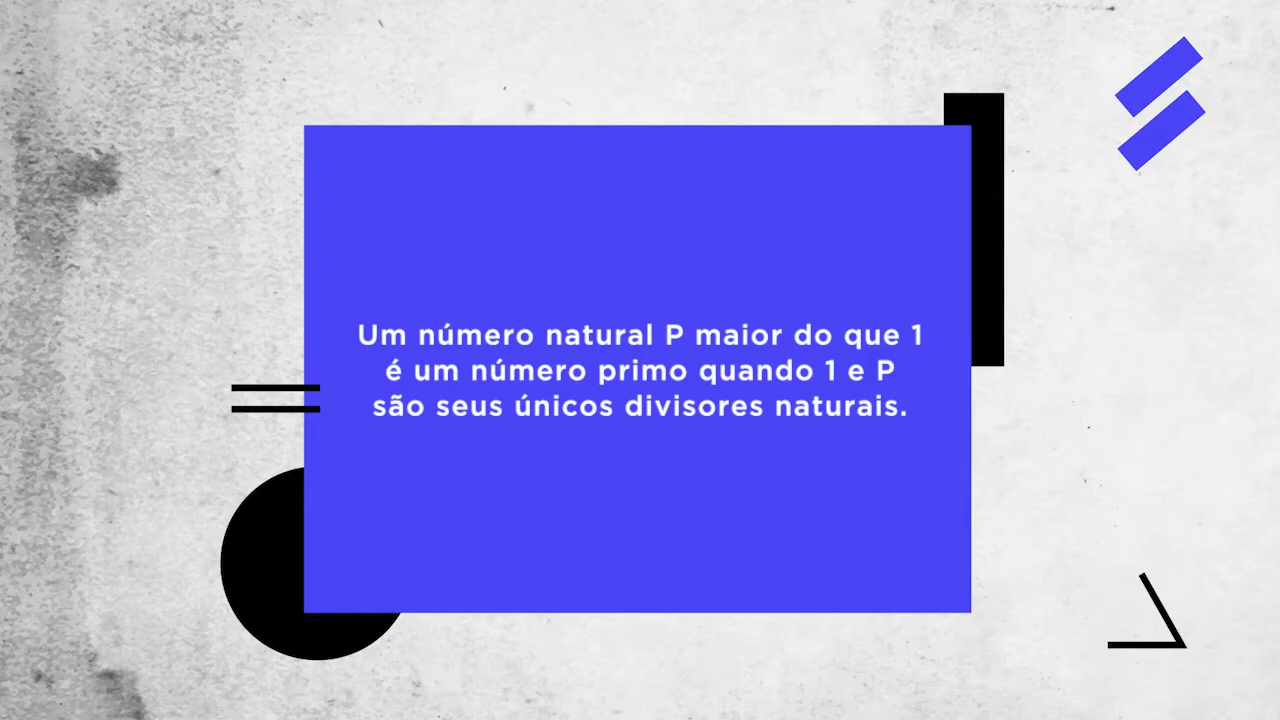 Um número natural P maior do que 1
é um número primo quando 1 e P
são seus únicos divisores naturais.